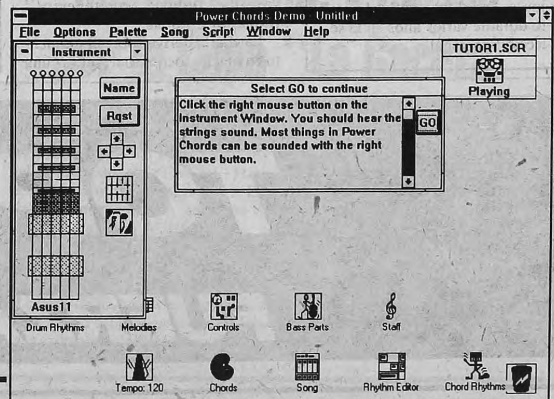 Power Chords Demo - Untitled
File Options Palette Song Script Window Help
Instrument
Name
Rqst
Asus11
TUTOR1.SCR
Playing
Select GO to continue
Click the right mouse button on the
Instrument Window. You should hear the
strings sound. Most things in Power
Chords can be sounded with the right
mouse button.
GO
Drum Rhythms Melodies Controls Bass Parts Staff
Tempo: 120 Chords Song Rhythm Editor Chord Rhythms